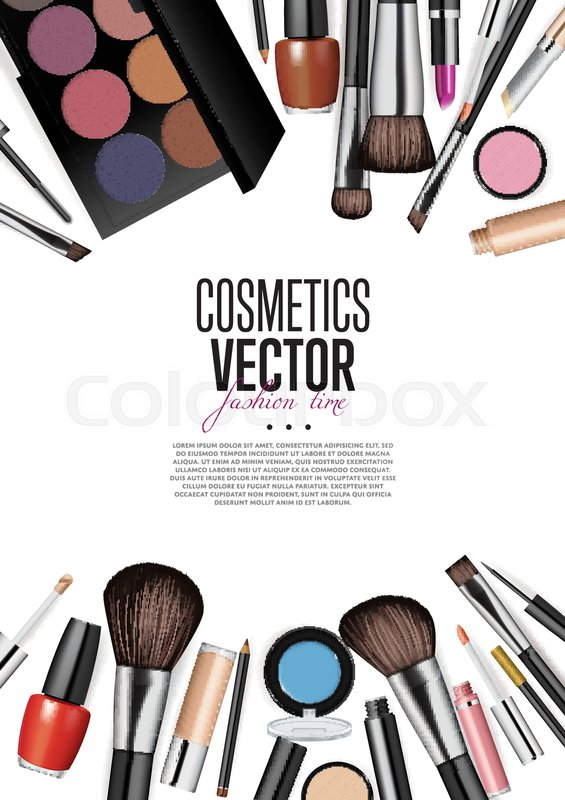 COSMETICS
VECTOR
fashion time
Colourbox
LOREM IPSUM DOLOR SIT AMET, CONSECTETUR ADIPISICING ELIT,
SED DO EIUSMOD TEMPOR INCIDIDUNT UT LABORE ET DOLORE MAGNA
ALIQUA. UT ENIM AD MINIM VENIAM, QUIS NOSTRUD EXERCITATION
ULLAMCO LABORIS NISI UT ALIQUIP EX EA COMMODO CONSEQUAT.
DUIS AUTE IRURE DOLOR IN REPREHENDERIT IN VOLUPTATE VELIT ESSE
CILLUM DOLORE EU FUGIAT NULLA PARIATUR. EXCEPTEUR SINT
OCCAECAT CUPIDATAT NON PROIDENT, SUNT IN CULPA QUI OFFICIA
DESERUNT MOLLIT ANIM ID EST LABORUM.